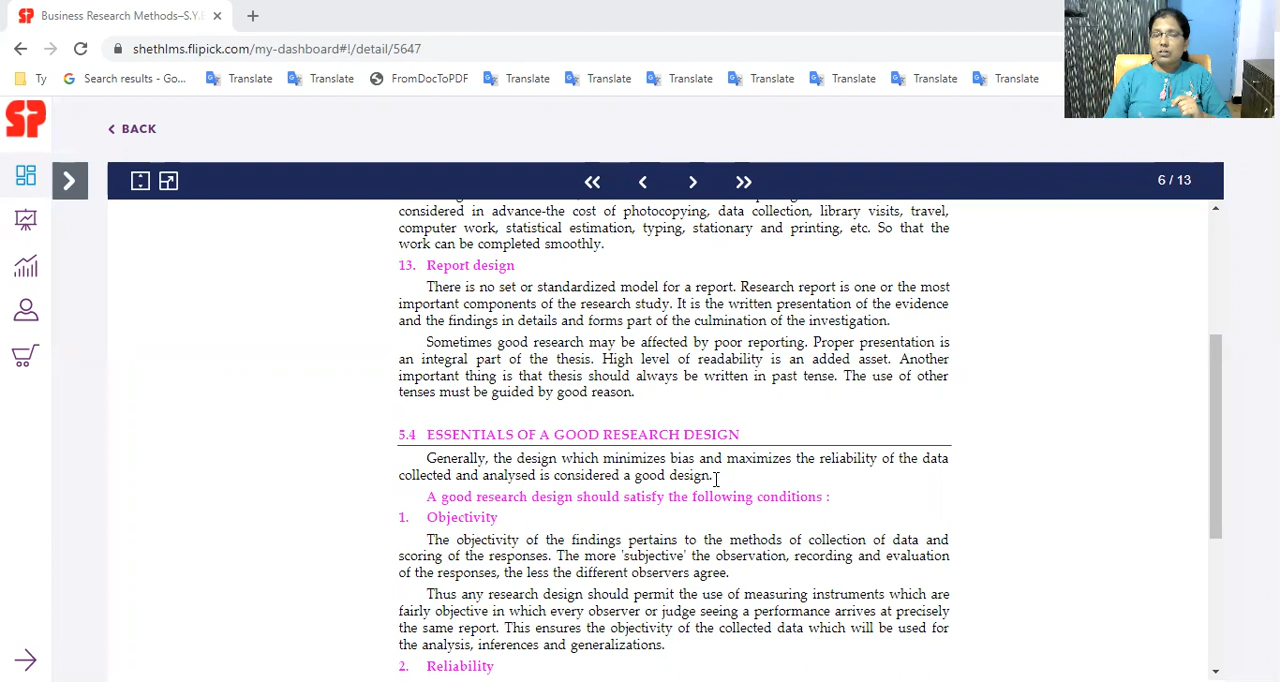 SP Business Research Methods–S.Y.B
shethlms.flipick.com/my-dashboard#!/detail/5647
Ty Search results - Go... Translate Translate FromDocToPDF Translate Translate Translate Translate Translate Translate Translate
SP
BACK
6 / 13
considered in advance-the cost of photocopying, data collection, library visits, travel,
computer work, statistical estimation, typing, stationary and printing, etc. So that the
work can be completed smoothly.
13. Report design
There is no set or standardized model for a report. Research report is one or the most
important components of the research study. It is the written presentation of the evidence
and the findings in details and forms part of the culmination of the investigation.
Sometimes good research may be affected by poor reporting. Proper presentation is
an integral part of the thesis. High level of readability is an added asset. Another
important thing is that thesis should always be written in past tense. The use of other
tenses must be guided by good reason.
5.4 ESSENTIALS OF A GOOD RESEARCH DESIGN
Generally, the design which minimizes bias and maximizes the reliability of the data
collected and analysed is considered a good design.
A good research design should satisfy the following conditions :
1. Objectivity
The objectivity of the findings pertains to the methods of collection of data and
scoring of the responses. The more 'subjective' the observation, recording and evaluation
of the responses, the less the different observers agree.
Thus any research design should permit the use of measuring instruments which are
fairly objective in which every observer or judge seeing a performance arrives at precisely
the same report. This ensures the objectivity of the collected data which will be used for
the analysis, inferences and generalizations.
2. Reliability